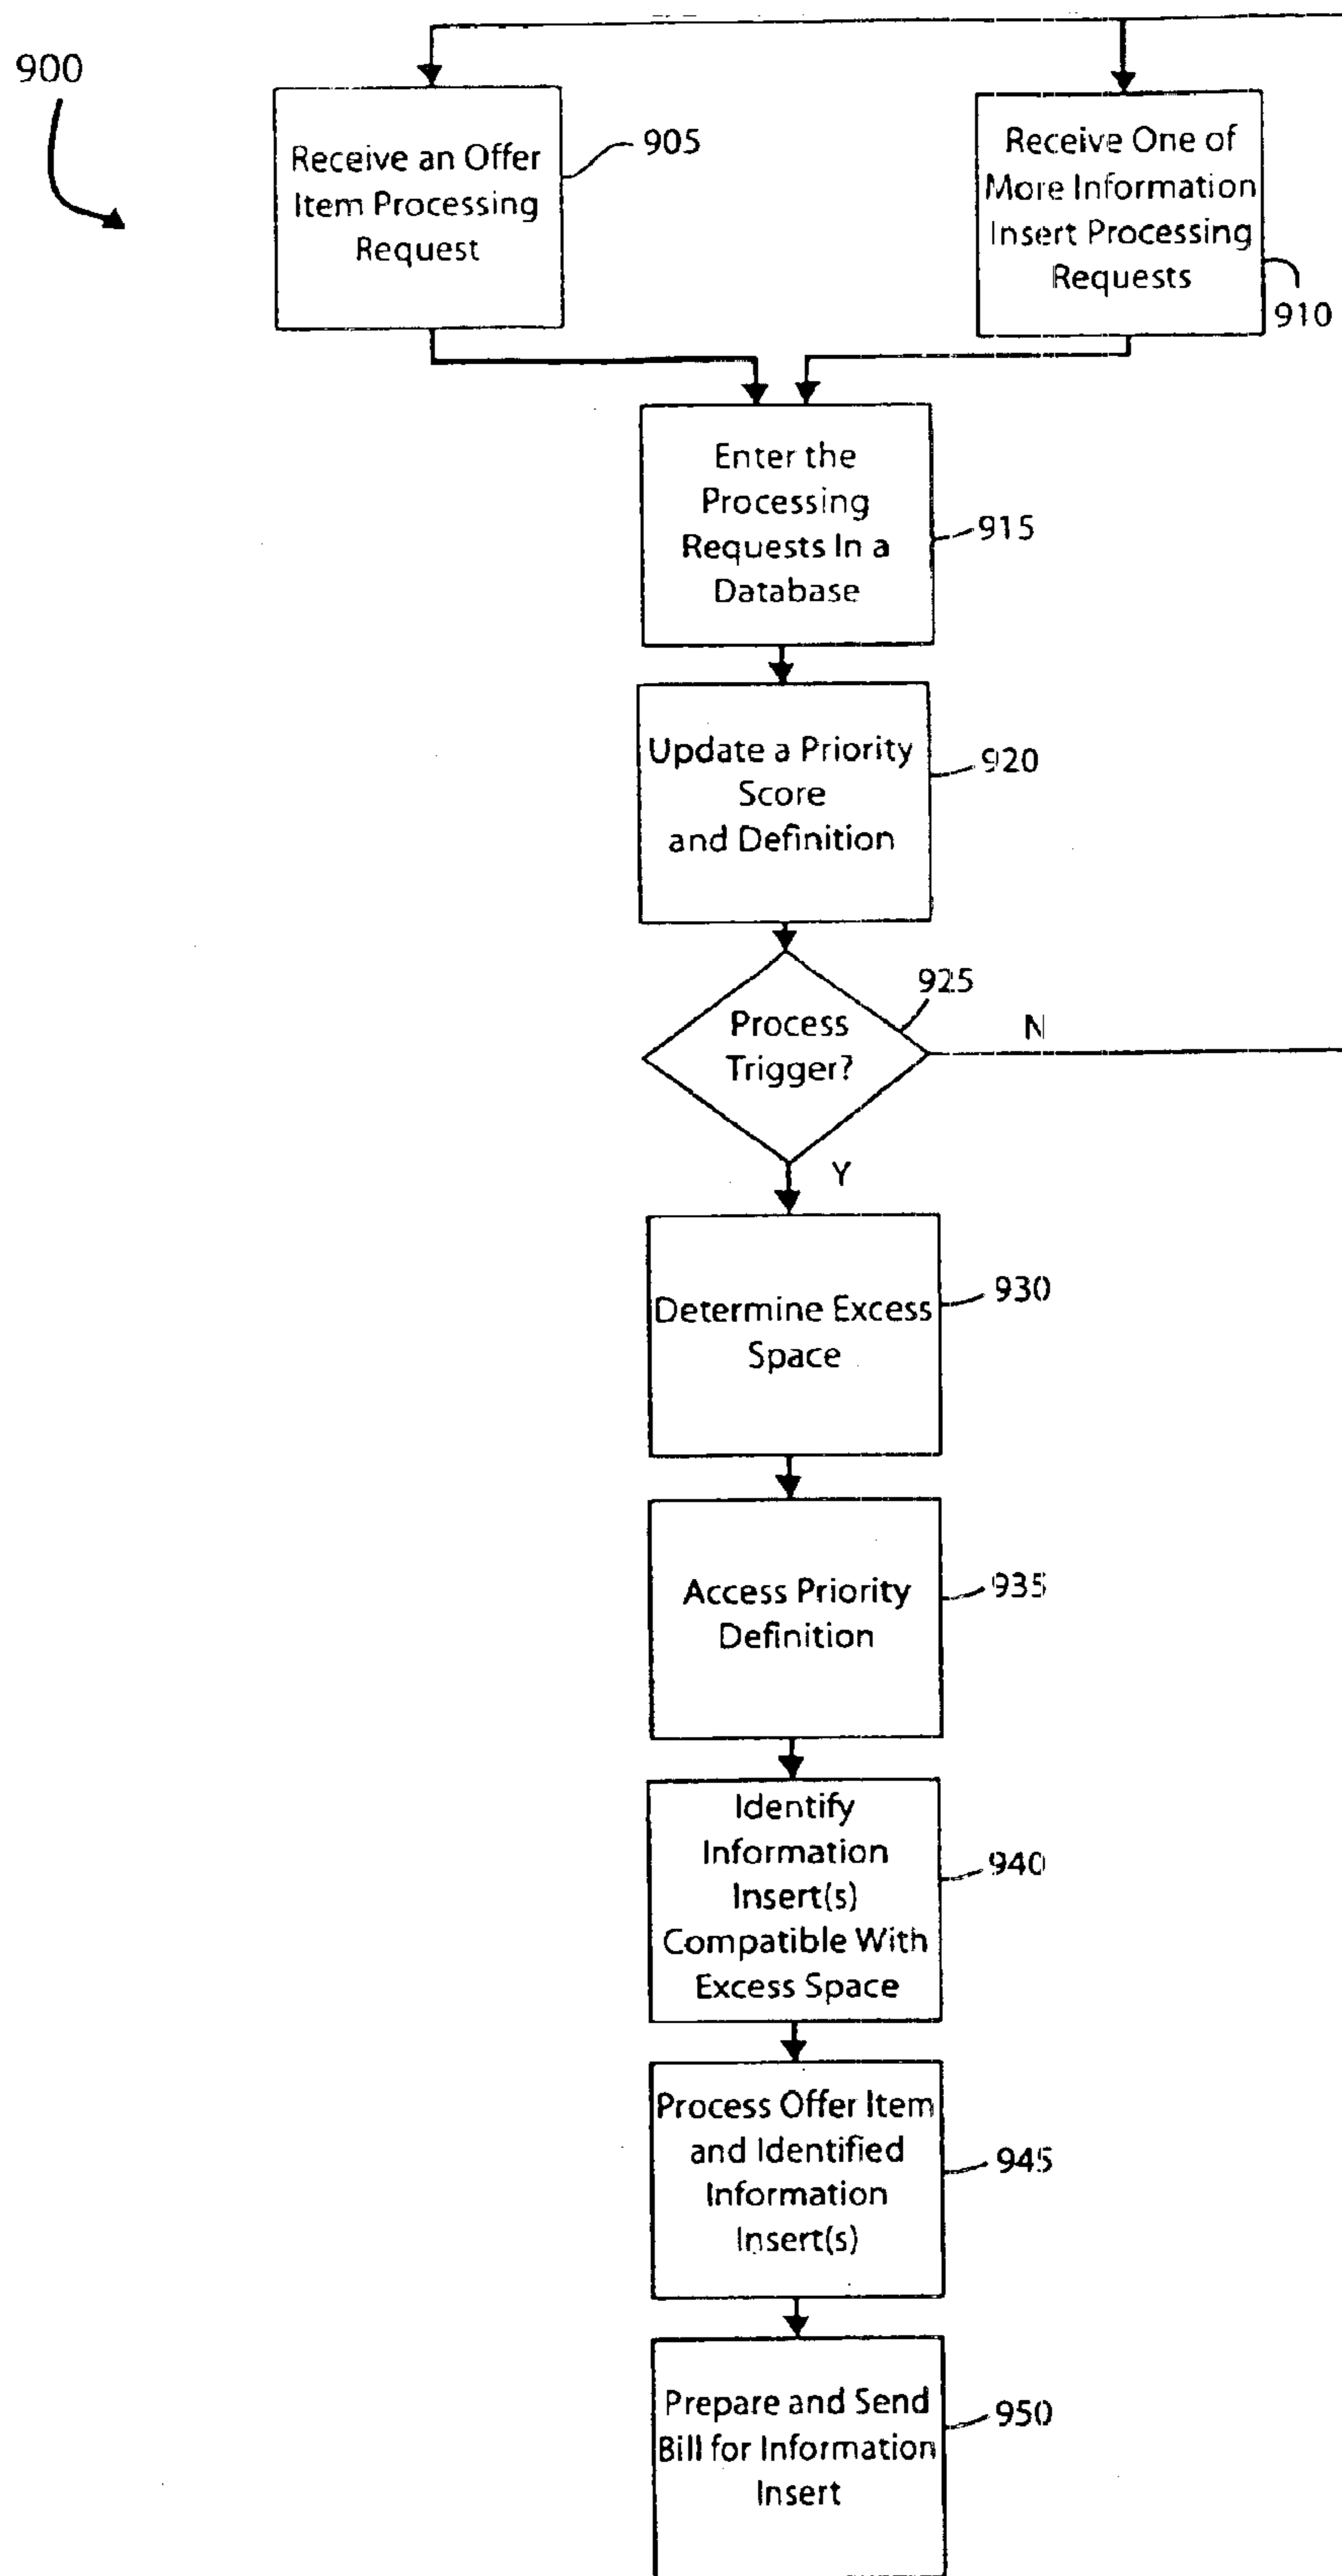 900
Receive an Offer
Item Processing
Request
905
Receive One of
More Information
Insert Processing
Requests
910
Enter the
Processing
Requests In a
Database
915
Update a Priority
Score
and Definition
920
Process
Trigger?
925
N
Y
Determine Excess
Space
930
Access Priority
Definition
935
Identify
Information
Insert(s)
Compatible With
Excess Space
940
Process Offer Item
and Identified
Information
Insert(s)
945
Prepare and Send
Bill for Information
Insert
950